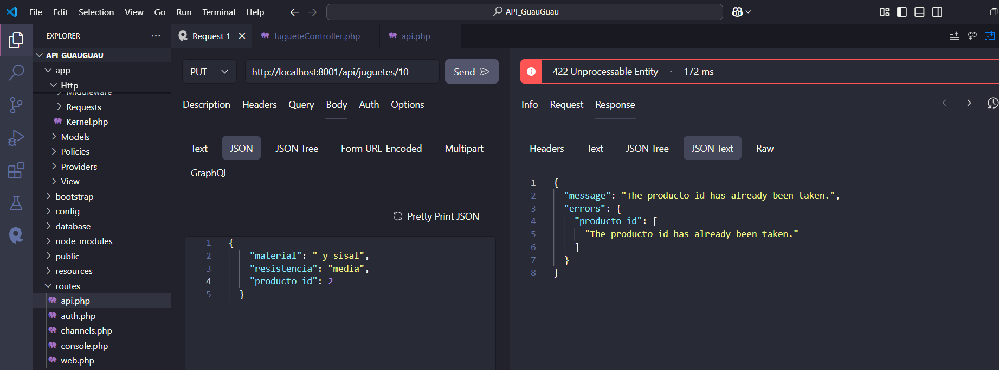 File Edit Selection View Go Run Terminal Help API_GuauGuau
EXPLORER
API_GUAUGUAU
app
Http
Middleware
Requests
Kernel.php
Models
Policies
Providers
View
bootstrap
config
database
node_modules
public
resources
routes
api.php
auth.php
channels.php
console.php
web.php
Request 1 JugueteController.php api.php
PUT http://localhost:8001/api/juguetes/10 Send
Description Headers Query Body Auth Options
Text JSON JSON Tree Form URL-Encoded Multipart
GraphQL
Pretty Print JSON
1 {
2 "material": " y sisal",
3 "resistencia": "media",
4 "producto_id": 2
5 }
422 Unprocessable Entity · 172 ms
Info Request Response
Headers Text JSON Tree JSON Text Raw
1 {
2 "message": "The producto id has already been taken.",
3 "errors": {
4 "producto_id": [
5 "The producto id has already been taken."
6 ]
7 }
8 }